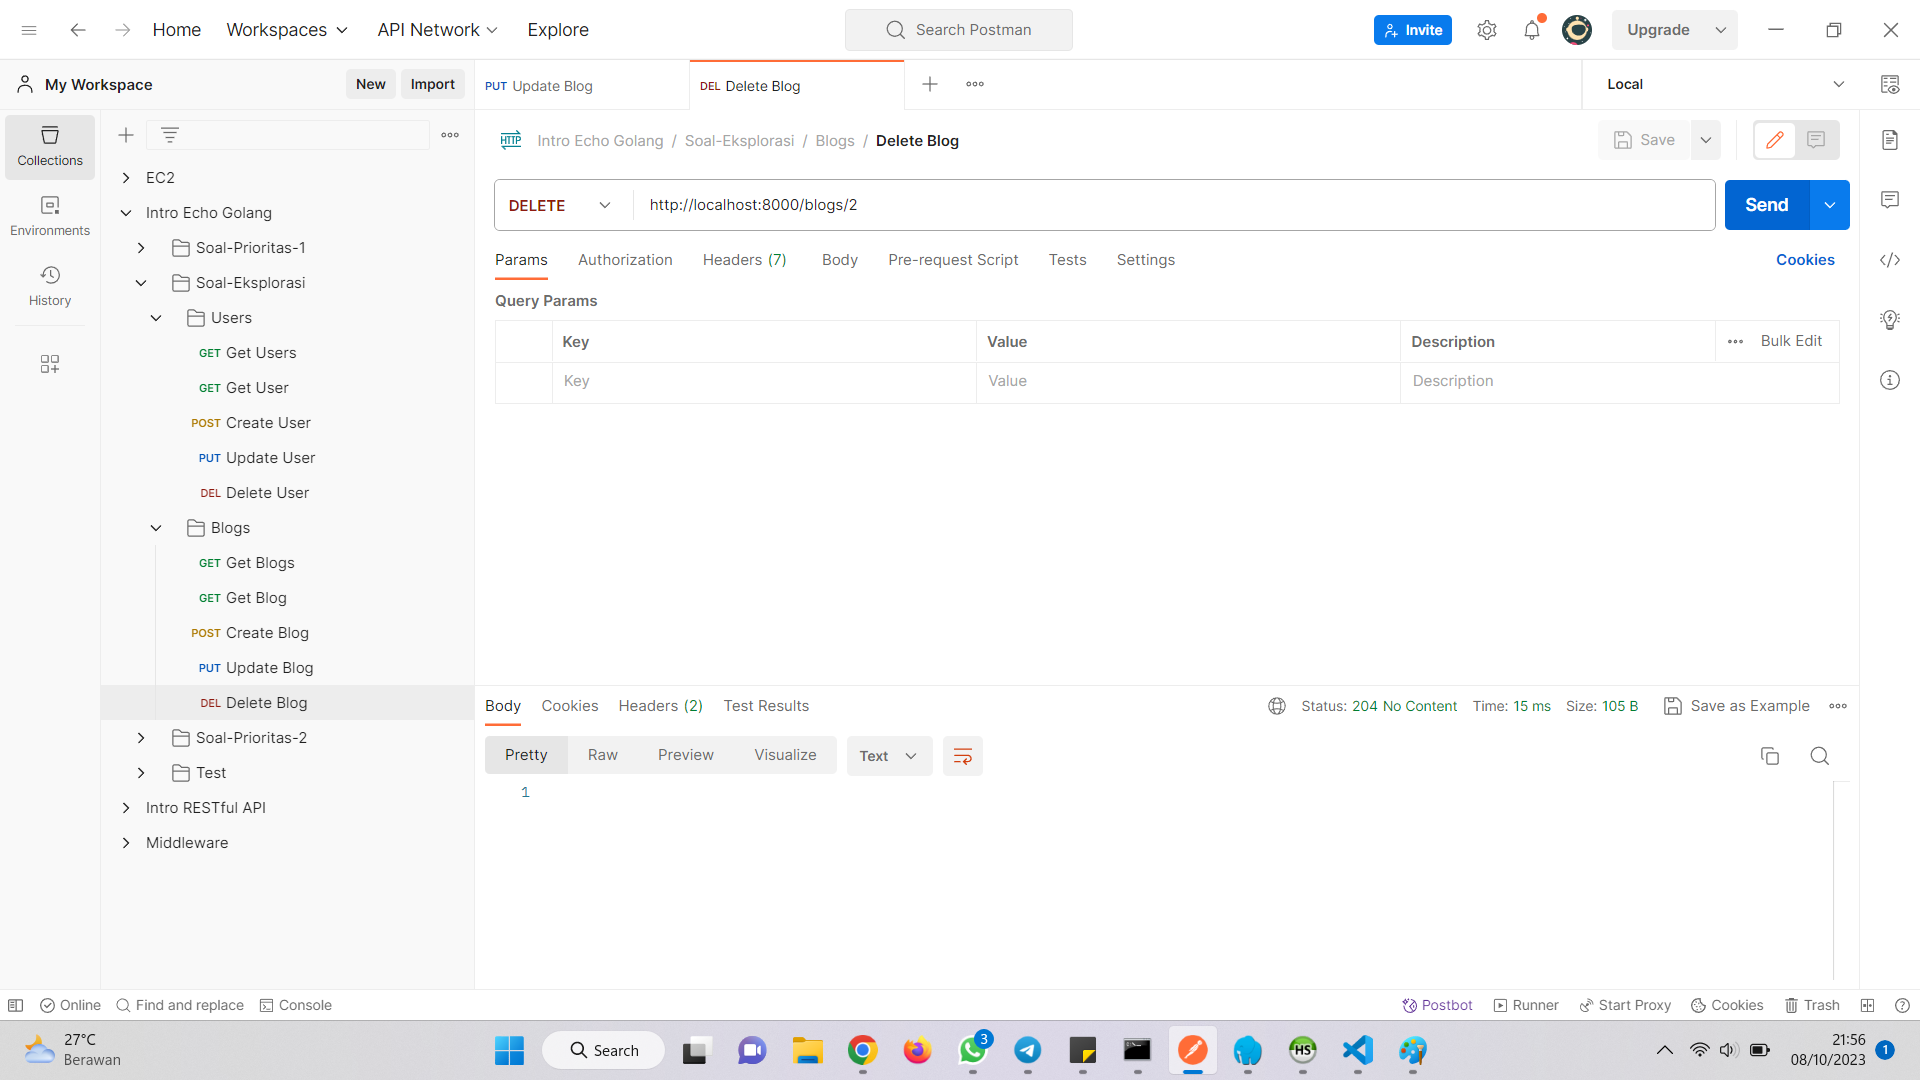 Home Workspaces API Network Explore Search Postman Invite Upgrade
My Workspace New Import PUT Update Blog DEL Delete Blog Local
Collections
Environments
History
EC2
Intro Echo Golang
Soal-Prioritas-1
Soal-Eksplorasi
Users
GET Get Users
GET Get User
POST Create User
PUT Update User
DEL Delete User
Blogs
GET Get Blogs
GET Get Blog
POST Create Blog
PUT Update Blog
DEL Delete Blog
Soal-Prioritas-2
Test
Intro RESTful API
Middleware
HTTP Intro Echo Golang / Soal-Eksplorasi / Blogs / Delete Blog Save
DELETE http://localhost:8000/blogs/2 Send
Params Authorization Headers (7) Body Pre-request Script Tests Settings Cookies
Query Params
Key Value Description Bulk Edit
Key Value Description
Body Cookies Headers (2) Test Results Status: 204 No Content Time: 15 ms Size: 105 B Save as Example
Pretty Raw Preview Visualize Text
1
Online Find and replace Console Postbot Runner Start Proxy Cookies Trash
27°C
Berawan
Search
3
HS
21:56
08/10/2023
1